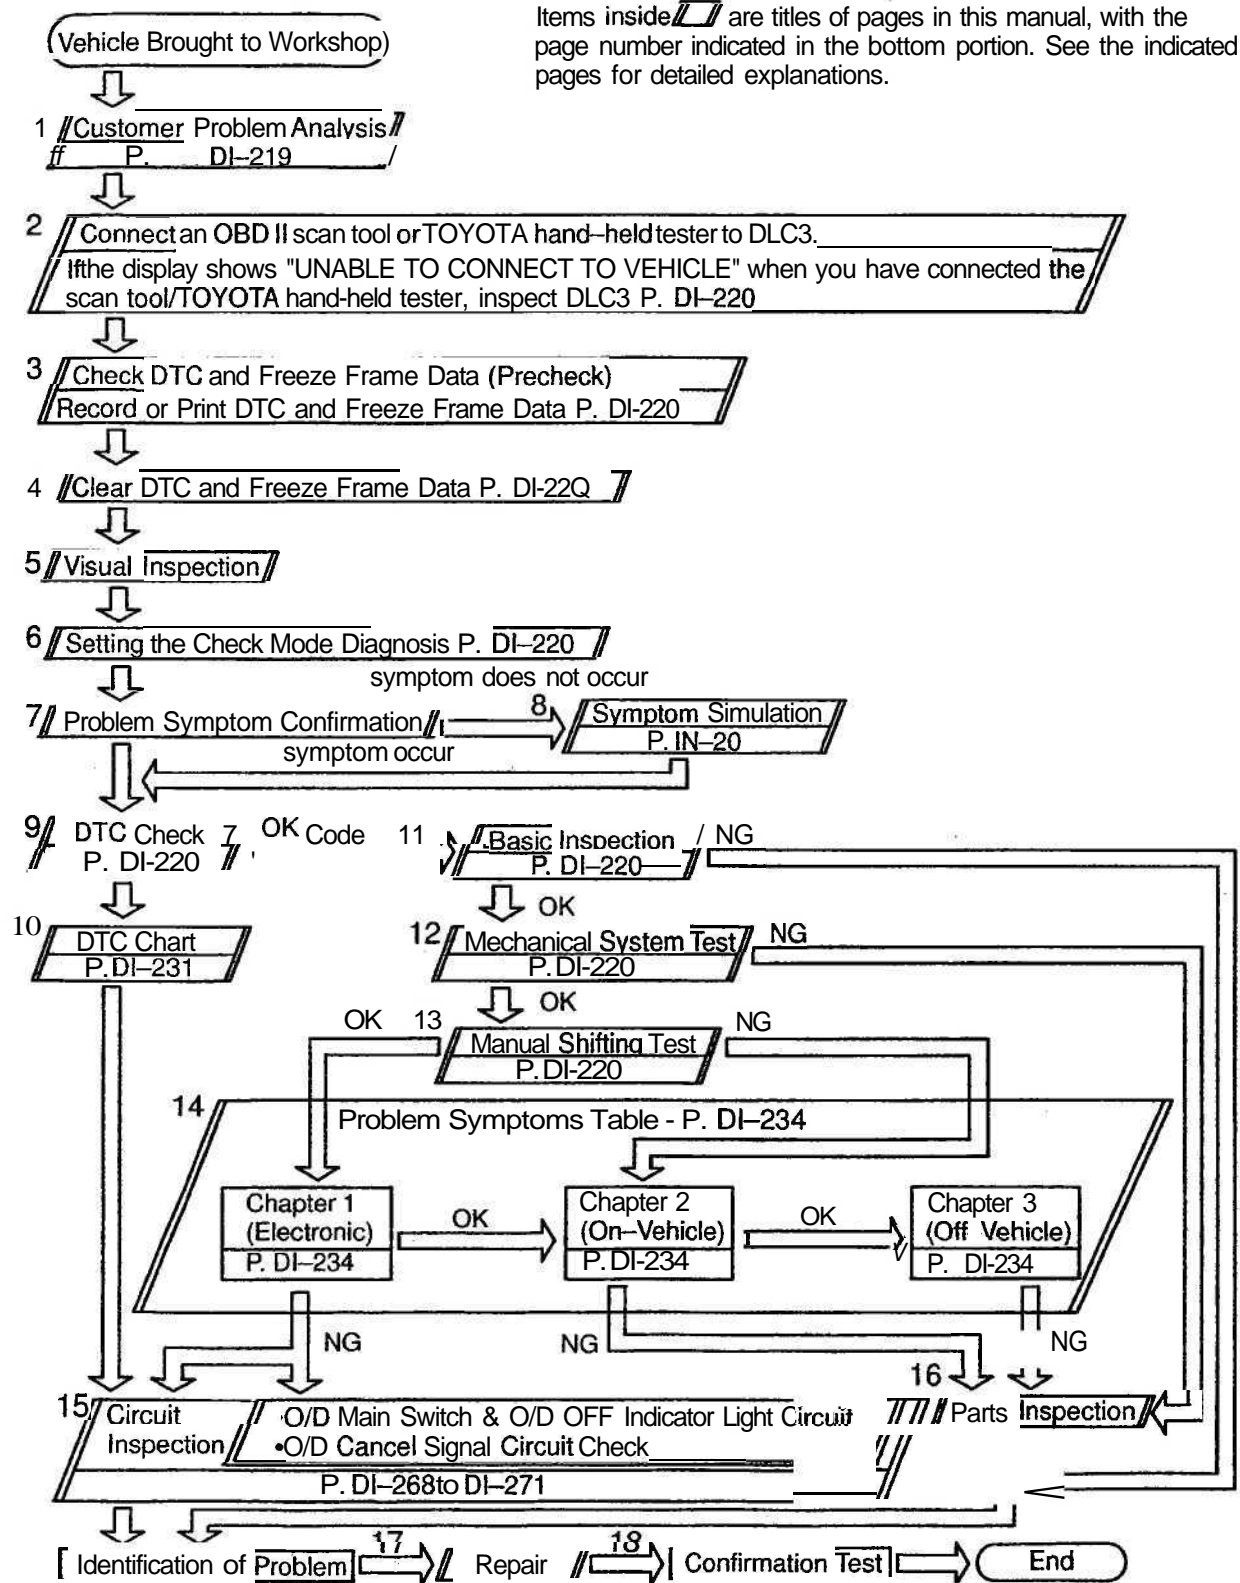 Items inside are titles of pages in this manual, with the
page number indicated in the bottom portion. See the indicated
pages for detailed explanations.
(Vehicle Brought to Workshop)
1 Customer Problem Analysis
P. DI–219
2 Connect an OBD II scan tool or TOYOTA hand–held tester to DLC3.
Ifthe display shows "UNABLE TO CONNECT TO VEHICLE" when you have connected the
scan tool/TOYOTA hand-held tester, inspect DLC3 P. DI–220
3 Check DTC and Freeze Frame Data (Precheck)
Record or Print DTC and Freeze Frame Data P. DI-220
4 Clear DTC and Freeze Frame Data P. DI-22Q
5 Visual Inspection
6 Setting the Check Mode Diagnosis P. DI–220
symptom does not occur
7 Problem Symptom Confirmation
8 Symptom Simulation
P. IN–20
symptom occur
9 DTC Check
P. DI-220
OK Code
11 Basic Inspection
P. DI-220
NG
OK
10 DTC Chart
P. DI–231
12 Mechanical System Test
P. DI-220
NG
OK
OK
13 Manual Shifting Test
P. DI-220
NG
14 Problem Symptoms Table - P. DI–234
Chapter 1
(Electronic)
P. DI–234
OK
Chapter 2
(On–Vehicle)
P. DI-234
OK
Chapter 3
(Off Vehicle)
P. DI-234
NG
NG
NG
15 Circuit
Inspection
•O/D Main Switch & O/D OFF Indicator Light Circuit
•O/D Cancel Signal Circuit Check
P. DI–268to DI–271
16 Parts Inspection
Identification of Problem
17 Repair
18 Confirmation Test
End